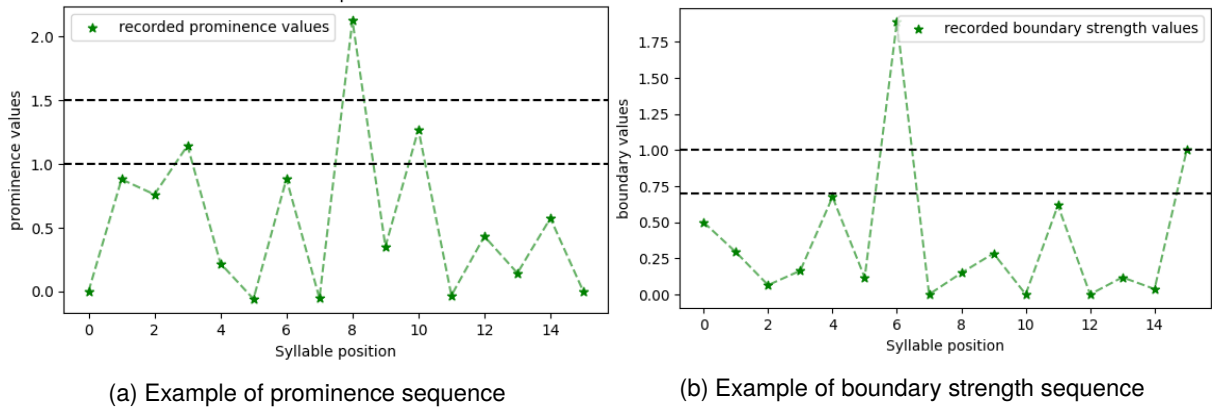 recorded prominence values
prominence values
2.0
1.5
1.0
0.5
0.0
0 2 4 6 8 10 12 14
Syllable position
(a) Example of prominence sequence
recorded boundary strength values
boundary values
1.75
1.50
1.25
1.00
0.75
0.50
0.25
0.00
0 2 4 6 8 10 12 14
Syllable position
(b) Example of boundary strength sequence